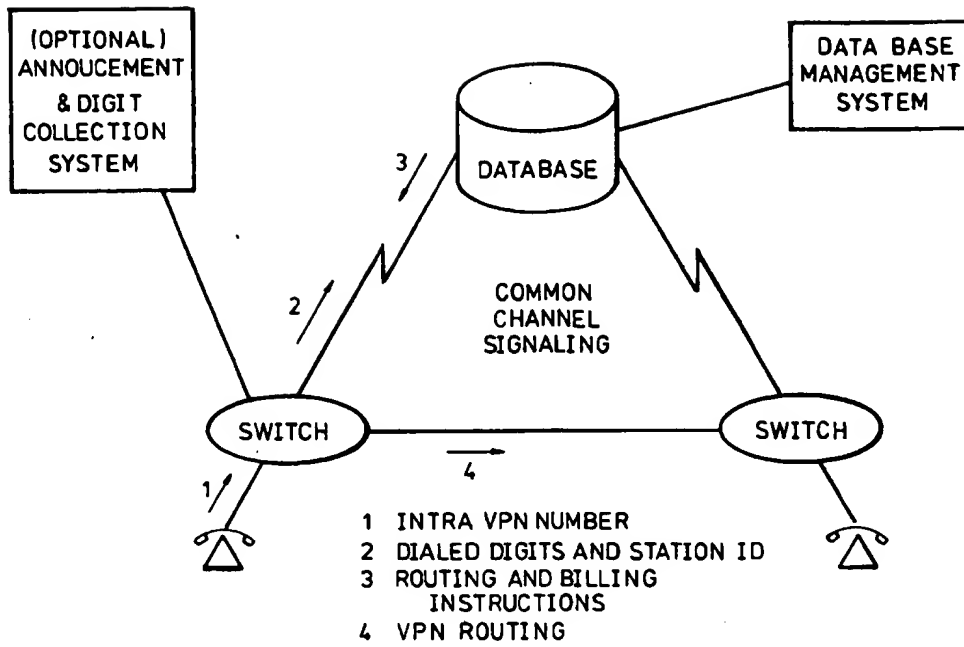 (OPTIONAL)
ANNOUCEMENT
& DIGIT
COLLECTION
SYSTEM
DATA BASE
MANAGEMENT
SYSTEM
DATABASE
3
2
COMMON
CHANNEL
SIGNALING
SWITCH
SWITCH
1
4
1 INTRA VPN NUMBER
2 DIALED DIGITS AND STATION ID
3 ROUTING AND BILLING
INSTRUCTIONS
4 VPN ROUTING